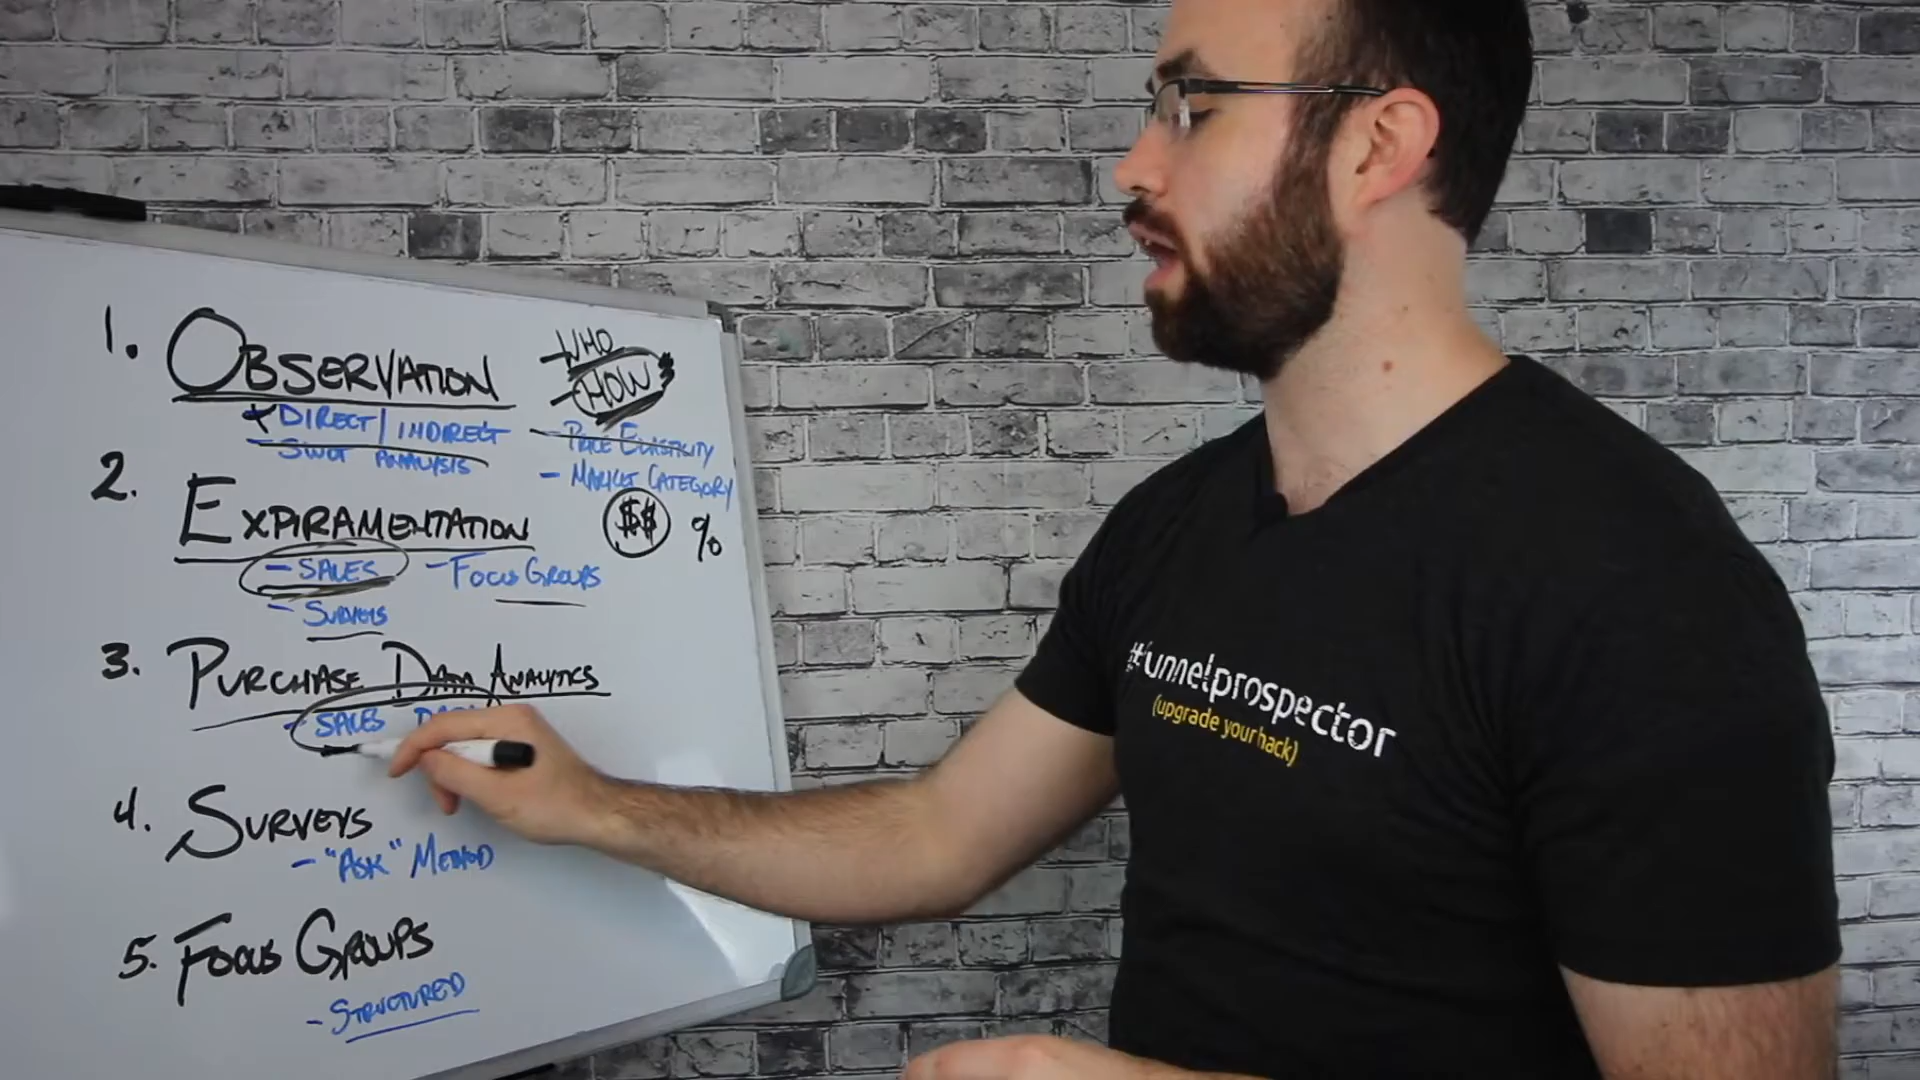 1. OBSERVATION
- WHO
- HOW
DIRECT/INDIRECT
- SWOT ANALYSIS
- PRICE ELASTICITY
- MARKET CATEGORY
2. EXPIRAMENTATION
$$ %
- SALES
- FOCUS GROUPS
- SURVEYS
3. PURCHASE DATA ANALYTICS
- SALES
4. SURVEYS
- "ASK" METHOD
5. FOCUS GROUPS
- STRUCTURED
#funnelprospector
(upgrade your hack)